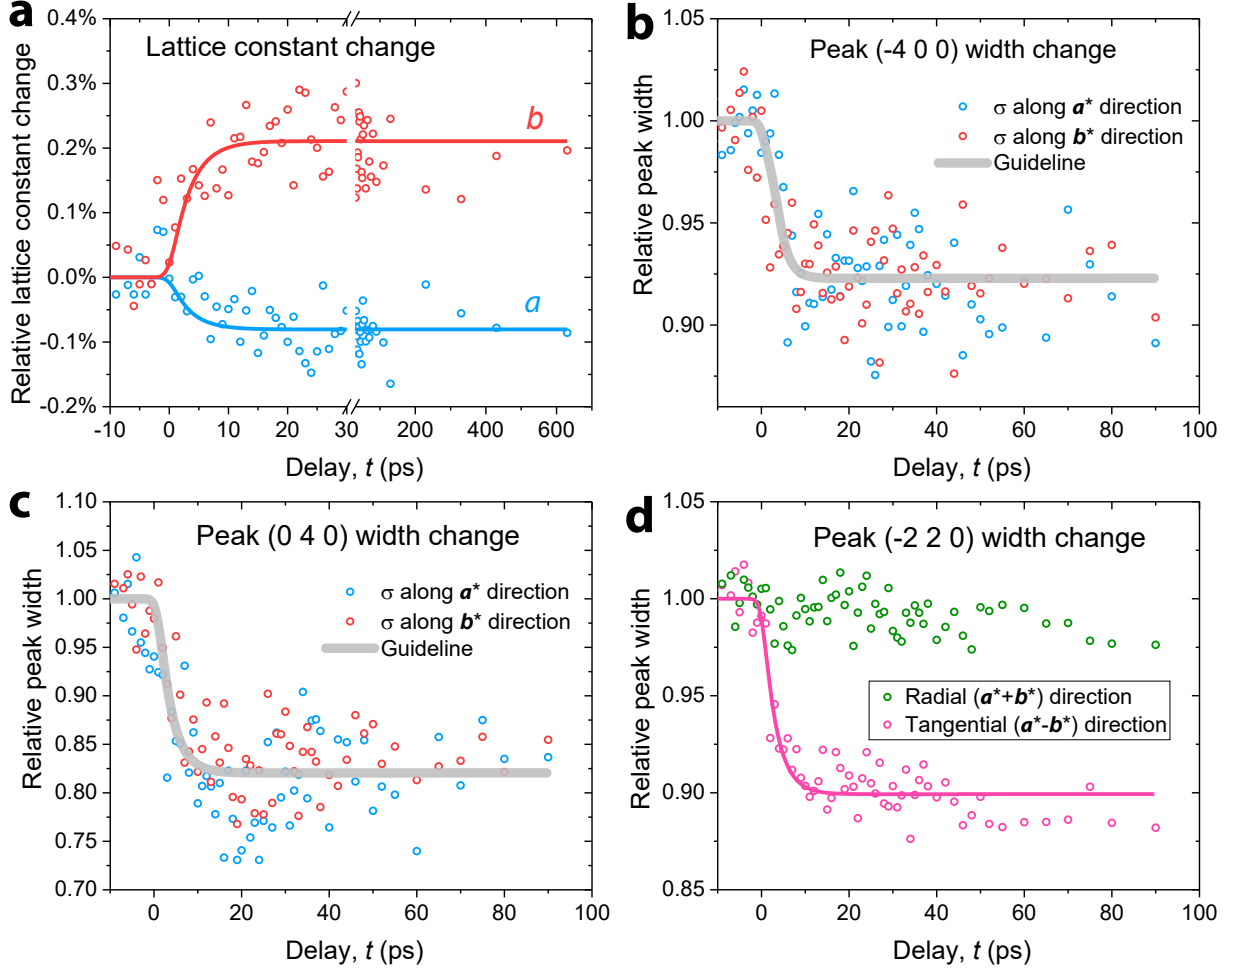 a
Lattice constant change
Relative lattice constant change
0.4%
0.3%
0.2%
0.1%
0.0%
-0.1%
-0.2%
b
a
-10 0 10 20 30 200 400 600
Delay, t (ps)
b
Peak (-4 0 0) width change
Relative peak width
1.05
1.00
0.95
0.90
σ along a* direction
σ along b* direction
Guideline
0 20 40 60 80 100
Delay, t (ps)
c
Peak (0 4 0) width change
Relative peak width
1.10
1.05
1.00
0.95
0.90
0.85
0.80
0.75
0.70
σ along a* direction
σ along b* direction
Guideline
0 20 40 60 80 100
Delay, t (ps)
d
Peak (-2 2 0) width change
Relative peak width
1.05
1.00
0.95
0.90
0.85
Radial (a*+b*) direction
Tangential (a*-b*) direction
0 20 40 60 80 100
Delay, t (ps)